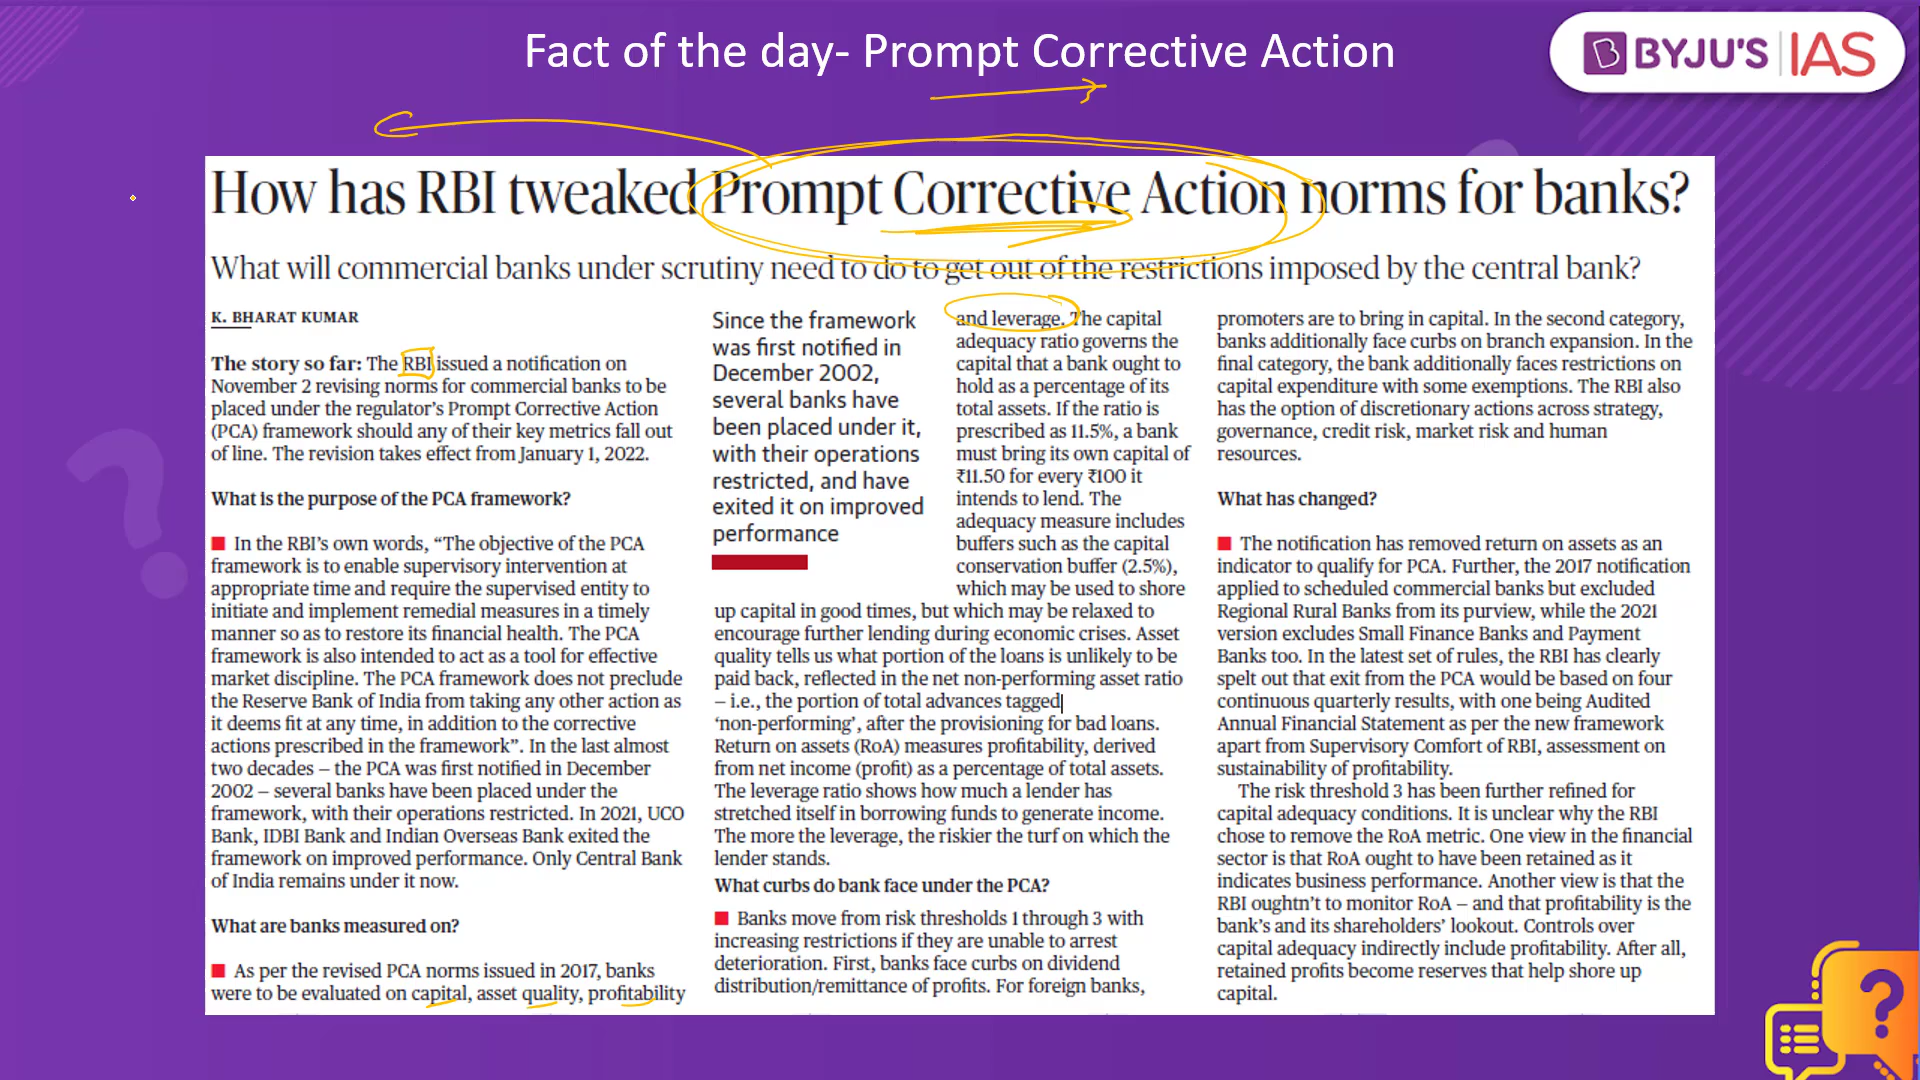 Fact of the day- Prompt Corrective Action
BYJU'S IAS
How has RBI tweaked Prompt Corrective Action norms for banks?
What will commercial banks under scrutiny need to do to get out of the restrictions imposed by the central bank?
K. BHARAT KUMAR
The story so far: The RBI issued a notification on
November 2 revising norms for commercial banks to be
placed under the regulator's Prompt Corrective Action
(PCA) framework should any of their key metrics fall out
of line. The revision takes effect from January 1, 2022.
What is the purpose of the PCA framework?
In the RBI's own words, “The objective of the PCA
framework is to enable supervisory intervention at
appropriate time and require the supervised entity to
initiate and implement remedial measures in a timely
manner so as to restore its financial health. The PCA
framework is also intended to act as a tool for effective
market discipline. The PCA framework does not preclude
the Reserve Bank of India from taking any other action as
it deems fit at any time, in addition to the corrective
actions prescribed in the framework”. In the last almost
two decades – the PCA was first notified in December
2002 – several banks have been placed under the
framework, with their operations restricted. In 2021, UCO
Bank, IDBI Bank and Indian Overseas Bank exited the
framework on improved performance. Only Central Bank
of India remains under it now.
What are banks measured on?
As per the revised PCA norms issued in 2017, banks
were to be evaluated on capital, asset quality, profitability
Since the framework
was first notified in
December 2002,
several banks have
been placed under it,
with their operations
restricted, and have
exited it on improved
performance
and leverage. The capital
adequacy ratio governs the
capital that a bank ought to
hold as a percentage of its
total assets. If the ratio is
prescribed as 11.5%, a bank
must bring its own capital of
₹11.50 for every ₹100 it
intends to lend. The
adequacy measure includes
buffers such as the capital
conservation buffer (2.5%),
which may be used to shore
up capital in good times, but which may be relaxed to
encourage further lending during economic crises. Asset
quality tells us what portion of the loans is unlikely to be
paid back, reflected in the net non-performing asset ratio
– i.e., the portion of total advances tagged
‘non-performing’, after the provisioning for bad loans.
Return on assets (RoA) measures profitability, derived
from net income (profit) as a percentage of total assets.
The leverage ratio shows how much a lender has
stretched itself in borrowing funds to generate income.
The more the leverage, the riskier the turf on which the
lender stands.
What curbs do bank face under the PCA?
Banks move from risk thresholds 1 through 3 with
increasing restrictions if they are unable to arrest
deterioration. First, banks face curbs on dividend
distribution/remittance of profits. For foreign banks,
promoters are to bring in capital. In the second category,
banks additionally face curbs on branch expansion. In the
final category, the bank additionally faces restrictions on
capital expenditure with some exemptions. The RBI also
has the option of discretionary actions across strategy,
governance, credit risk, market risk and human
resources.
What has changed?
The notification has removed return on assets as an
indicator to qualify for PCA. Further, the 2017 notification
applied to scheduled commercial banks but excluded
Regional Rural Banks from its purview, while the 2021
version excludes Small Finance Banks and Payment
Banks too. In the latest set of rules, the RBI has clearly
spelt out that exit from the PCA would be based on four
continuous quarterly results, with one being Audited
Annual Financial Statement as per the new framework
apart from Supervisory Comfort of RBI, assessment on
sustainability of profitability.
The risk threshold 3 has been further refined for
capital adequacy conditions. It is unclear why the RBI
chose to remove the RoA metric. One view in the financial
sector is that RoA ought to have been retained as it
indicates business performance. Another view is that the
RBI oughtn't to monitor RoA – and that profitability is the
bank's and its shareholders' lookout. Controls over
capital adequacy indirectly include profitability. After all,
retained profits become reserves that help shore up
capital.